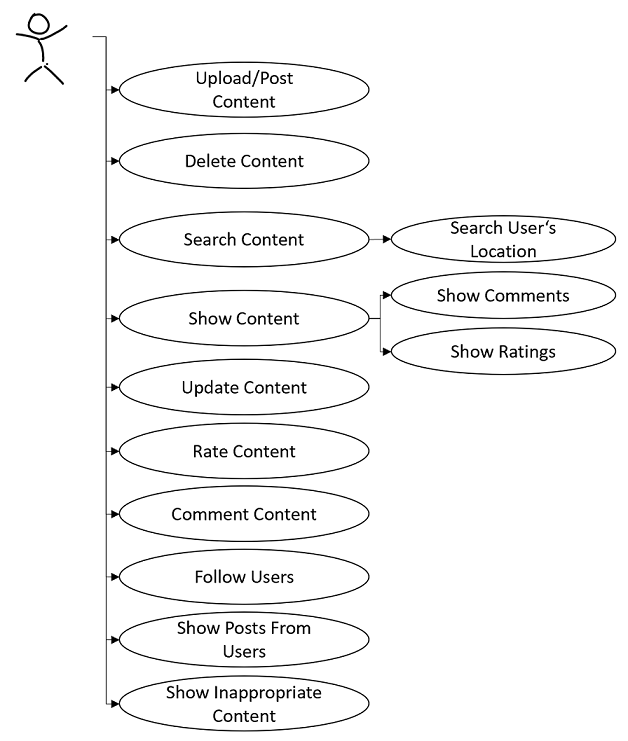 Upload/Post
Content
Delete Content
Search Content
Search User‘s
Location
Show Content
Show Comments
Show Ratings
Update Content
Rate Content
Comment Content
Follow Users
Show Posts From
Users
Show Inappropriate
Content